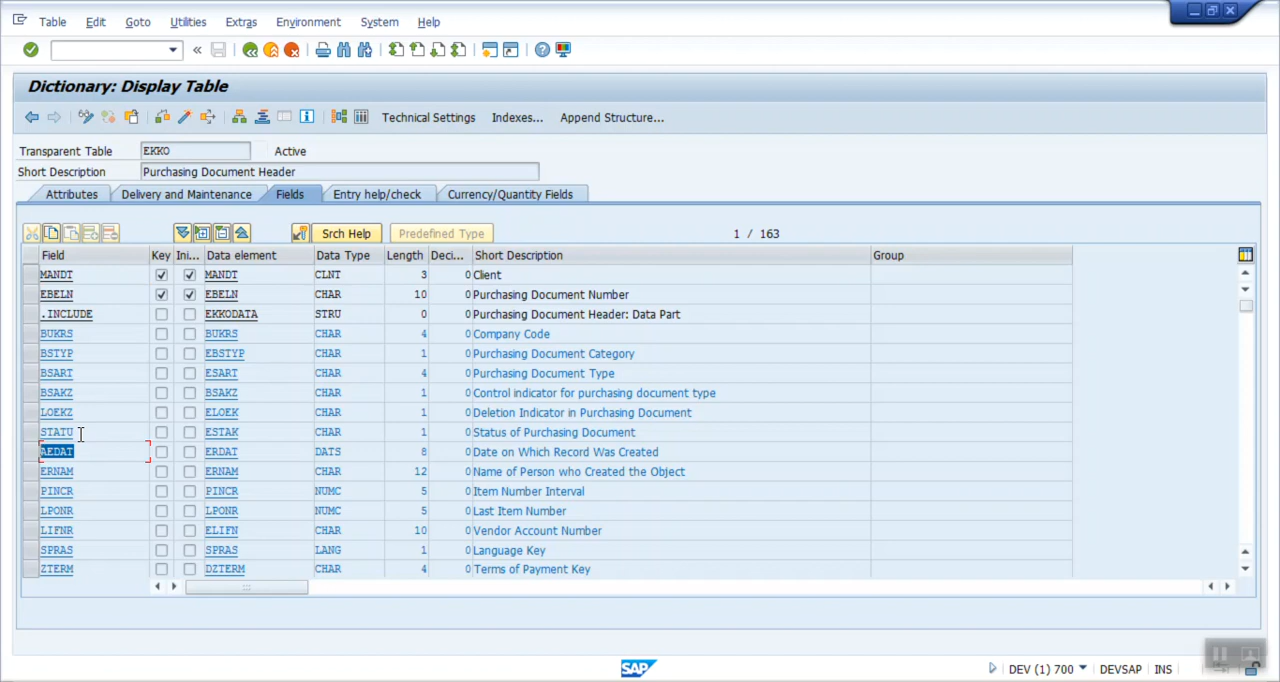 Table Edit Goto Utilities Extras Environment System Help
«
Dictionary: Display Table
Technical Settings Indexes... Append Structure...
Transparent Table EKKO Active
Short Description Purchasing Document Header
Attributes Delivery and Maintenance Fields Entry help/check Currency/Quantity Fields
Srch Help Predefined Type 1 / 163
Field Key Ini... Data element Data Type Length Deci... Short Description Group
MANDT MANDT CLNT 3 0 Client
EBELN EBELN CHAR 10 0 Purchasing Document Number
.INCLUDE EKKODATA STRU 0 0 Purchasing Document Header: Data Part
BUKRS BUKRS CHAR 4 0 Company Code
BSTYP EBSTYP CHAR 1 0 Purchasing Document Category
BSART ESART CHAR 4 0 Purchasing Document Type
BSAKZ BSAKZ CHAR 1 0 Control indicator for purchasing document type
LOEKZ ELOEK CHAR 1 0 Deletion Indicator in Purchasing Document
STATU ESTAK CHAR 1 0 Status of Purchasing Document
AEDAT ERDAT DATS 8 0 Date on Which Record Was Created
ERNAM ERNAM CHAR 12 0 Name of Person who Created the Object
PINCR PINCR NUMC 5 0 Item Number Interval
LPONR LPONR NUMC 5 0 Last Item Number
LIFNR ELIFN CHAR 10 0 Vendor Account Number
SPRAS SPRAS LANG 1 0 Language Key
ZTERM DZTERM CHAR 4 0 Terms of Payment Key
SAP DEV (1) 700 DEVSAP INS